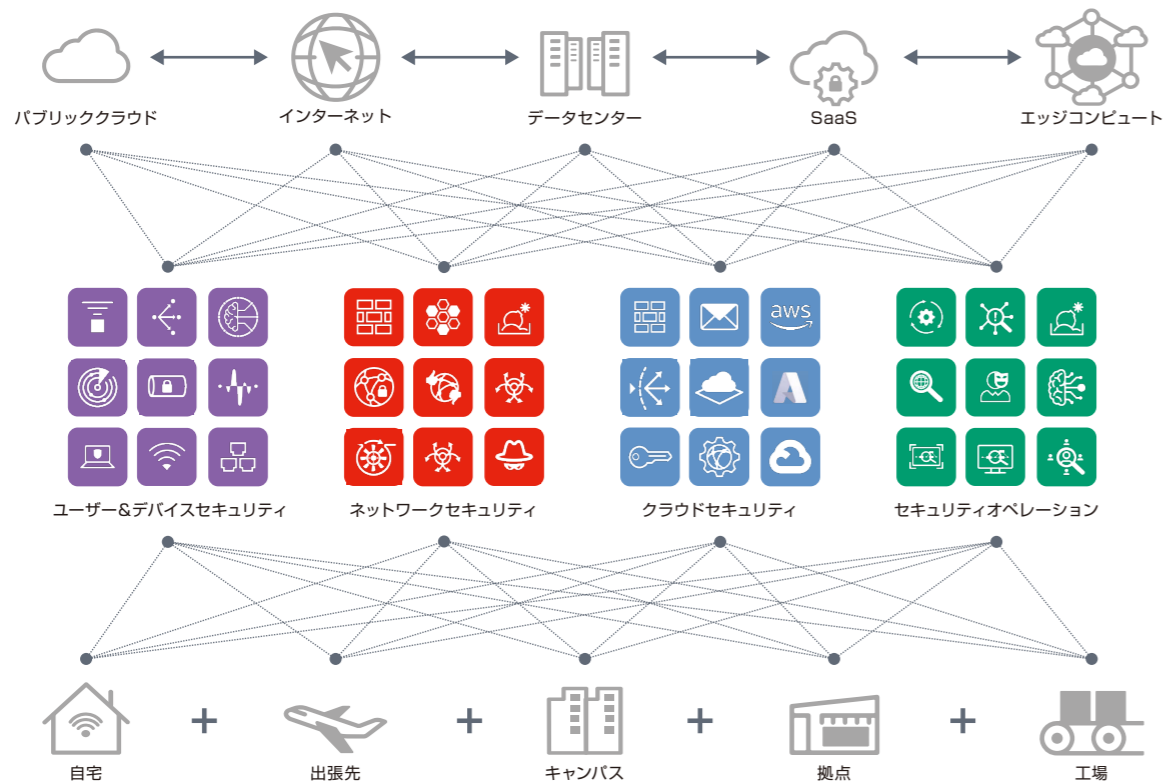 パブリッククラウド
インターネット
データセンター
SaaS
エッジコンピュート
aws
ユーザー&デバイスセキュリティ
ネットワークセキュリティ
クラウドセキュリティ
セキュリティオペレーション
自宅
出張先
キャンパス
拠点
工場